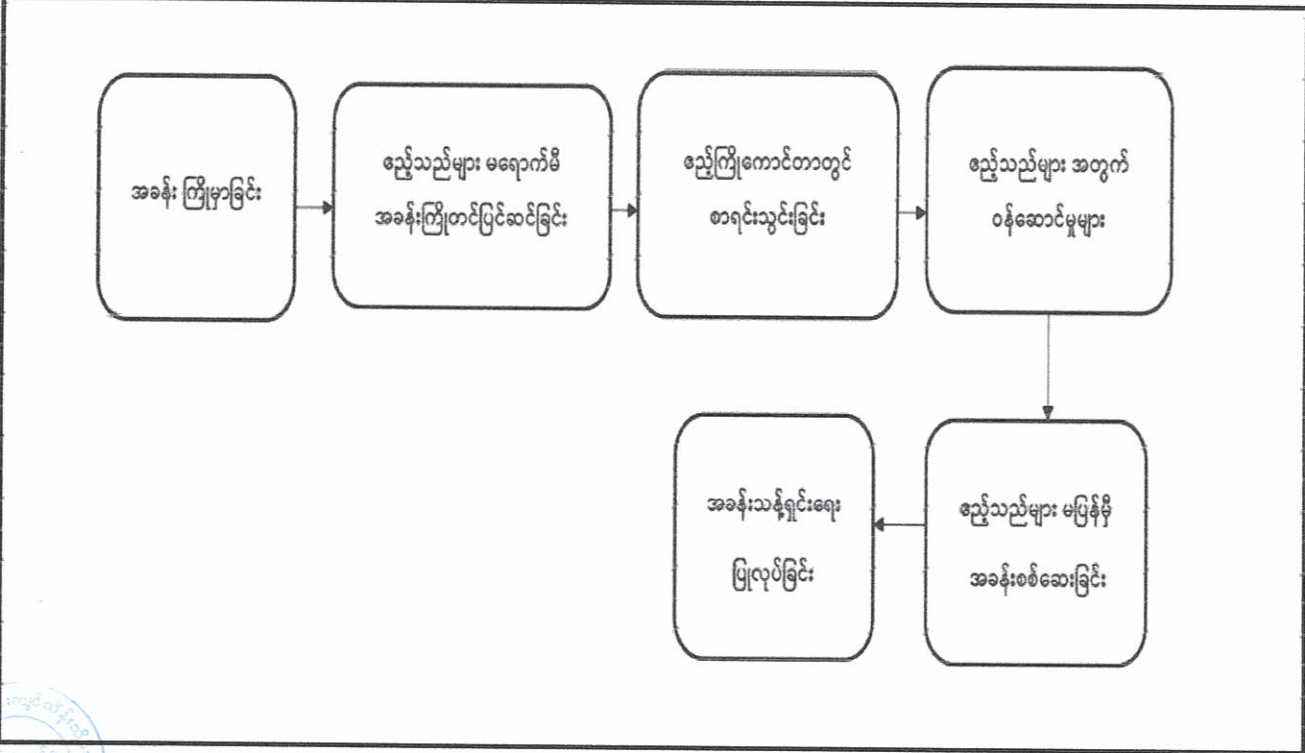 အခန်း ကြိုမှာခြင်း
ဧည့်သည်များ မရောက်မီ
အခန်းကြိုတင်ပြင်ဆင်ခြင်း
ဧည့်ကြိုကောင်တာတွင်
စာရင်းသွင်းခြင်း
ဧည့်သည်များ အတွက်
ဝန်ဆောင်မှုများ
ဧည့်သည်များ မပြန်မှီ
အခန်းစစ်ဆေးခြင်း
အခန်းသန့်ရှင်းရေး
ပြုလုပ်ခြင်း